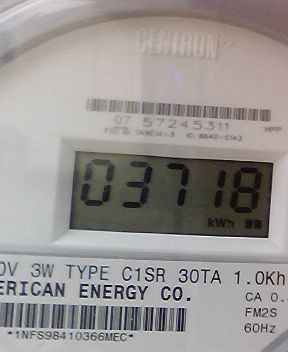 CENTRON
07 57245311
HPP
03718
kWh
0V 3W TYPE C1SR 30TA 1.0Kh
ERICAN ENERGY CO.
CA 0.
FM2S
60Hz
*1NFS98410366MEC*